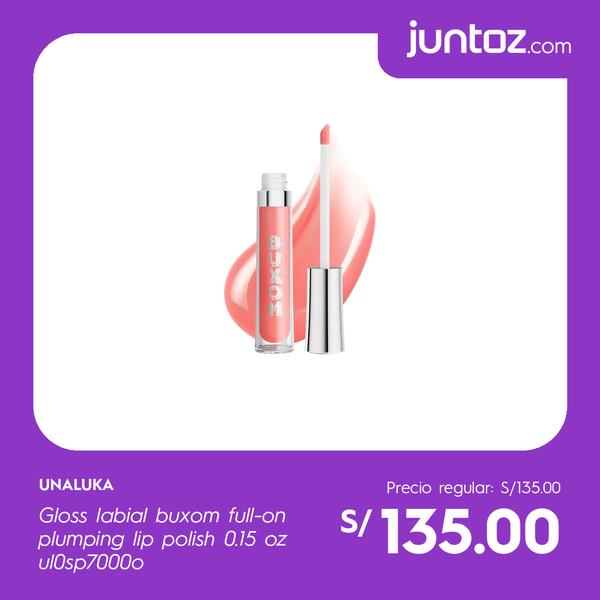 juntoz.com
BUXOM
UNALUKA
Gloss labial buxom full-on
plumping lip polish 0.15 oz
ul0sp7000o
Precio regular: S/135.00
S/135.00